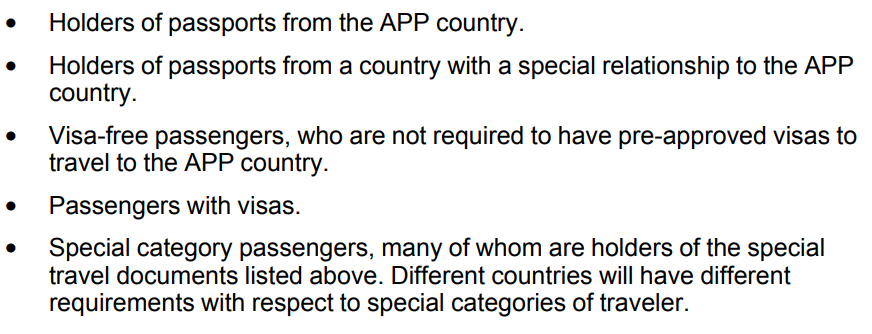 • Holders of passports from the APP country.
• Holders of passports from a country with a special relationship to the APP
country.
• Visa-free passengers, who are not required to have pre-approved visas to
travel to the APP country.
• Passengers with visas.
• Special category passengers, many of whom are holders of the special
travel documents listed above. Different countries will have different
requirements with respect to special categories of traveler.